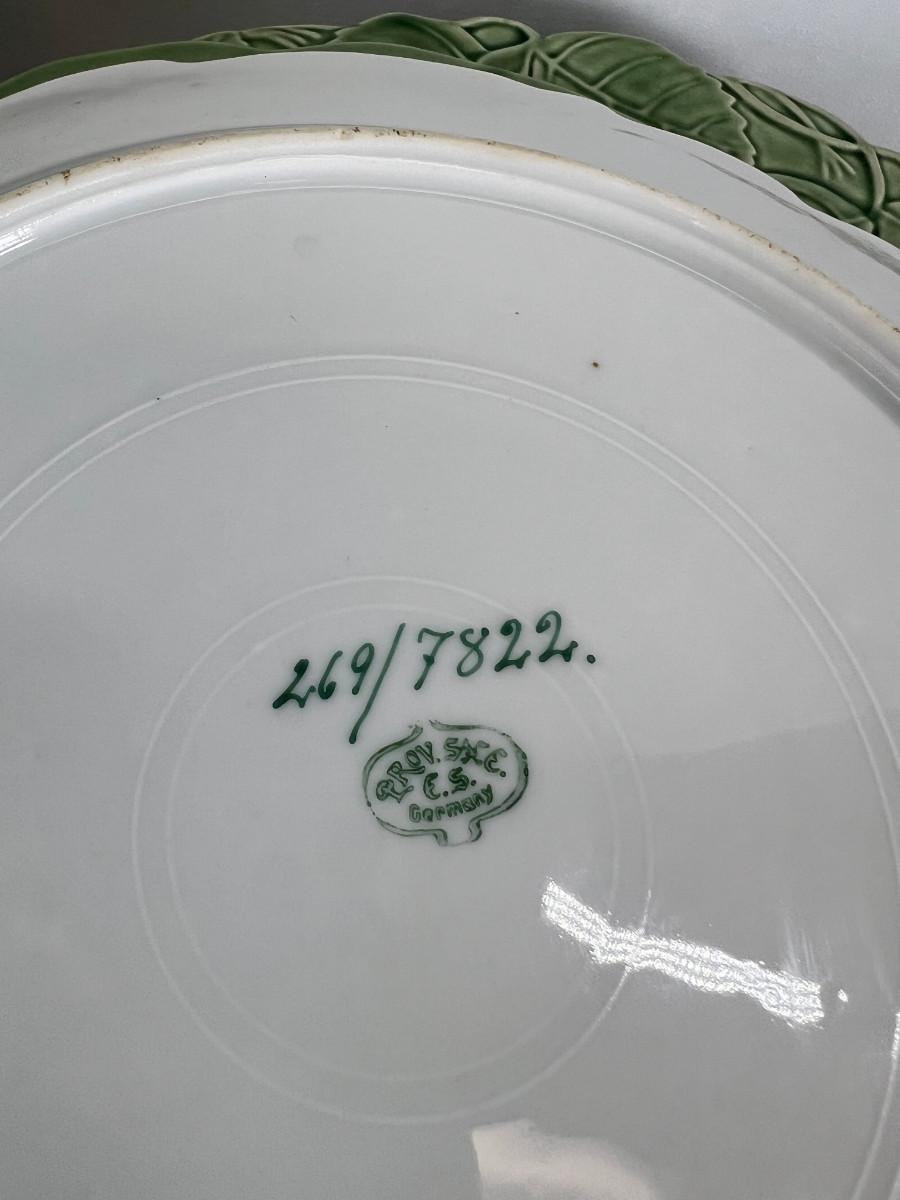 269/7822.
PROV. SXE.
E.S.
Germany